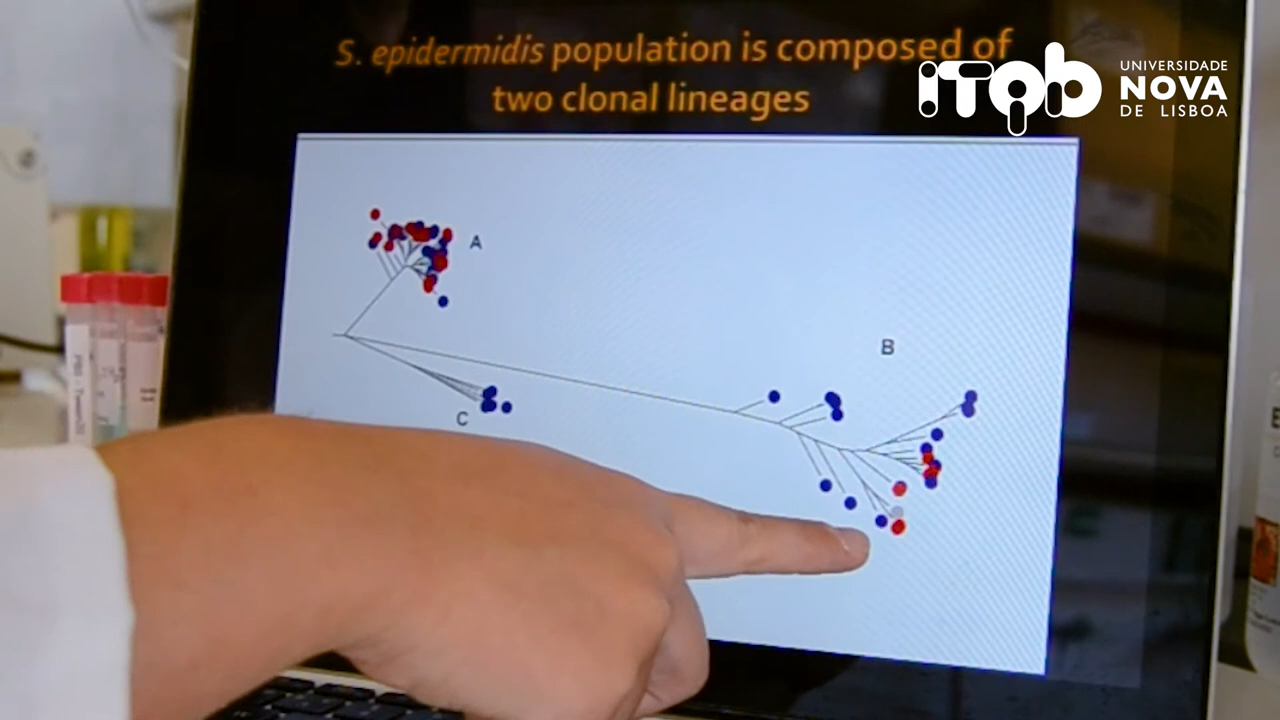 S. epidermidis population is composed of
two clonal lineages
iTqb
UNIVERSIDADE
NOVA
DE LISBOA
A
B
C